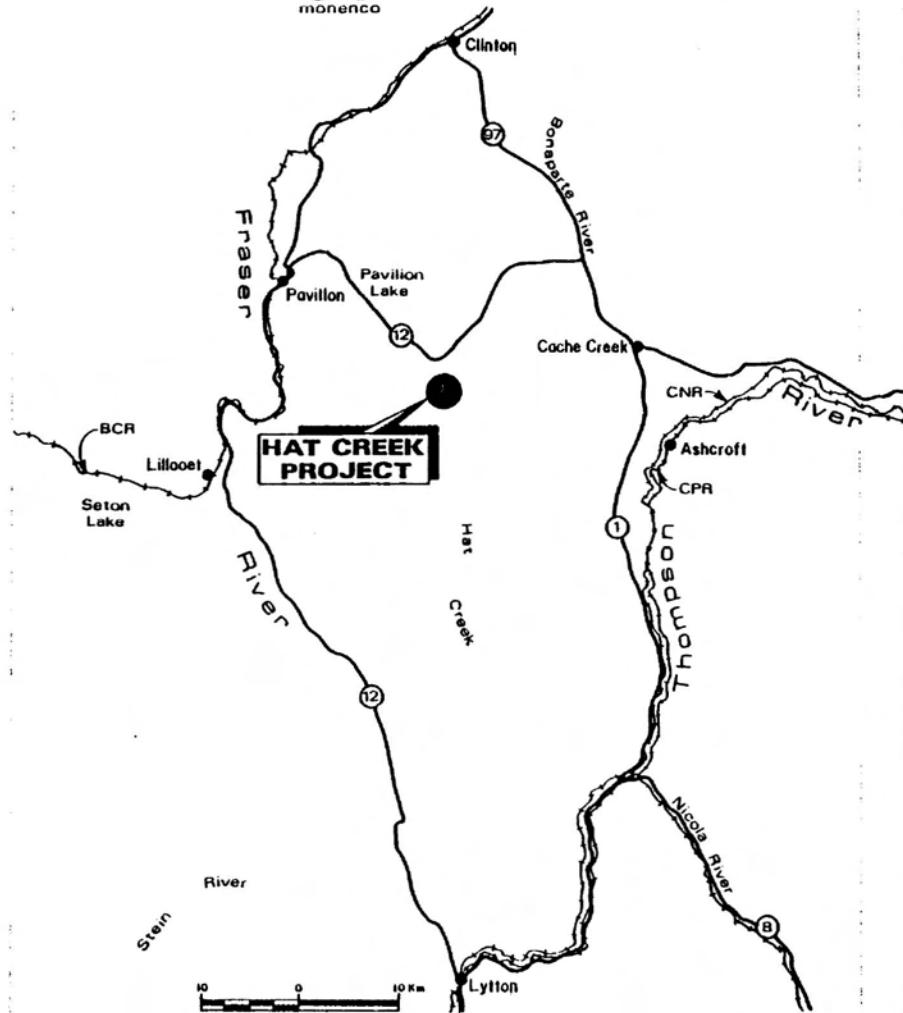 monenco
Clinton
97
Bonaparte River
Fraser
Pavilion
Lake
Pavilion
12
Cache Creek
CNR
River
HAT CREEK
PROJECT
BCR
Lillooet
Ashcroft
CPR
Seton
Lake
Hat
Creek
1
River
Thompson
12
Nicola River
River
Stein
8
Lytton
10 0 10 Km